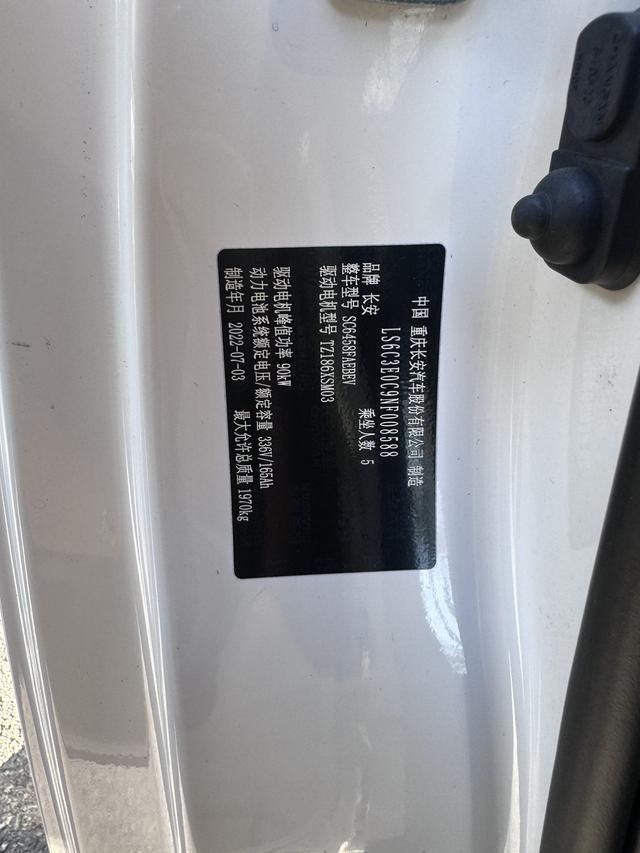 中国 重庆长安汽车股份有限公司 制造
LS6C3E0C9NF008588
品牌 长安 乘坐人数 5
整车型号 SC6458FAEBEV
驱动电机型号 TZ186XSM03
驱动电机峰值功率 90kW
动力电池系统额定电压/额定容量 336V/165Ah
制造年月 2022-07-03 最大允许总质量 1970kg